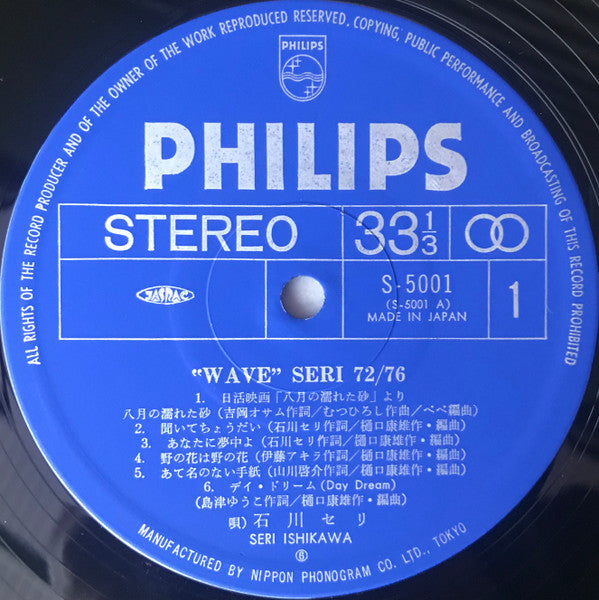 ALL RIGHTS OF THE RECORD PRODUCER AND OF THE OWNER OF THE WORK REPRODUCED RESERVED. COPYING, PUBLIC PERFORMANCE AND BROADCASTING OF THIS RECORD PROHIBITED
PHILIPS
PHILIPS
STEREO
33 1/3
JASRAC
S-5001
(S-5001 A)
MADE IN JAPAN
1
"WAVE" SERI 72/76
1. 日活映画「八月の濡れた砂」より
八月の濡れた砂(吉岡オサム作詞/むつひろし作曲/ペペ編曲)
2. 聞いてちょうだい(石川セリ作詞/樋口康雄作・編曲)
3. あなたに夢中よ(石川セリ作詞/樋口康雄作・編曲)
4. 野の花は野の花(伊藤アキラ作詞/樋口康雄作・編曲)
5. あて名のない手紙(山川啓介作詞/樋口康雄作・編曲)
6. デイ・ドリーム(Day Dream)
(島津ゆうこ作詞/樋口康雄作・編曲)
唄)石川セリ
SERI ISHIKAWA
⑥
MANUFACTURED BY NIPPON PHONOGRAM CO. LTD., TOKYO